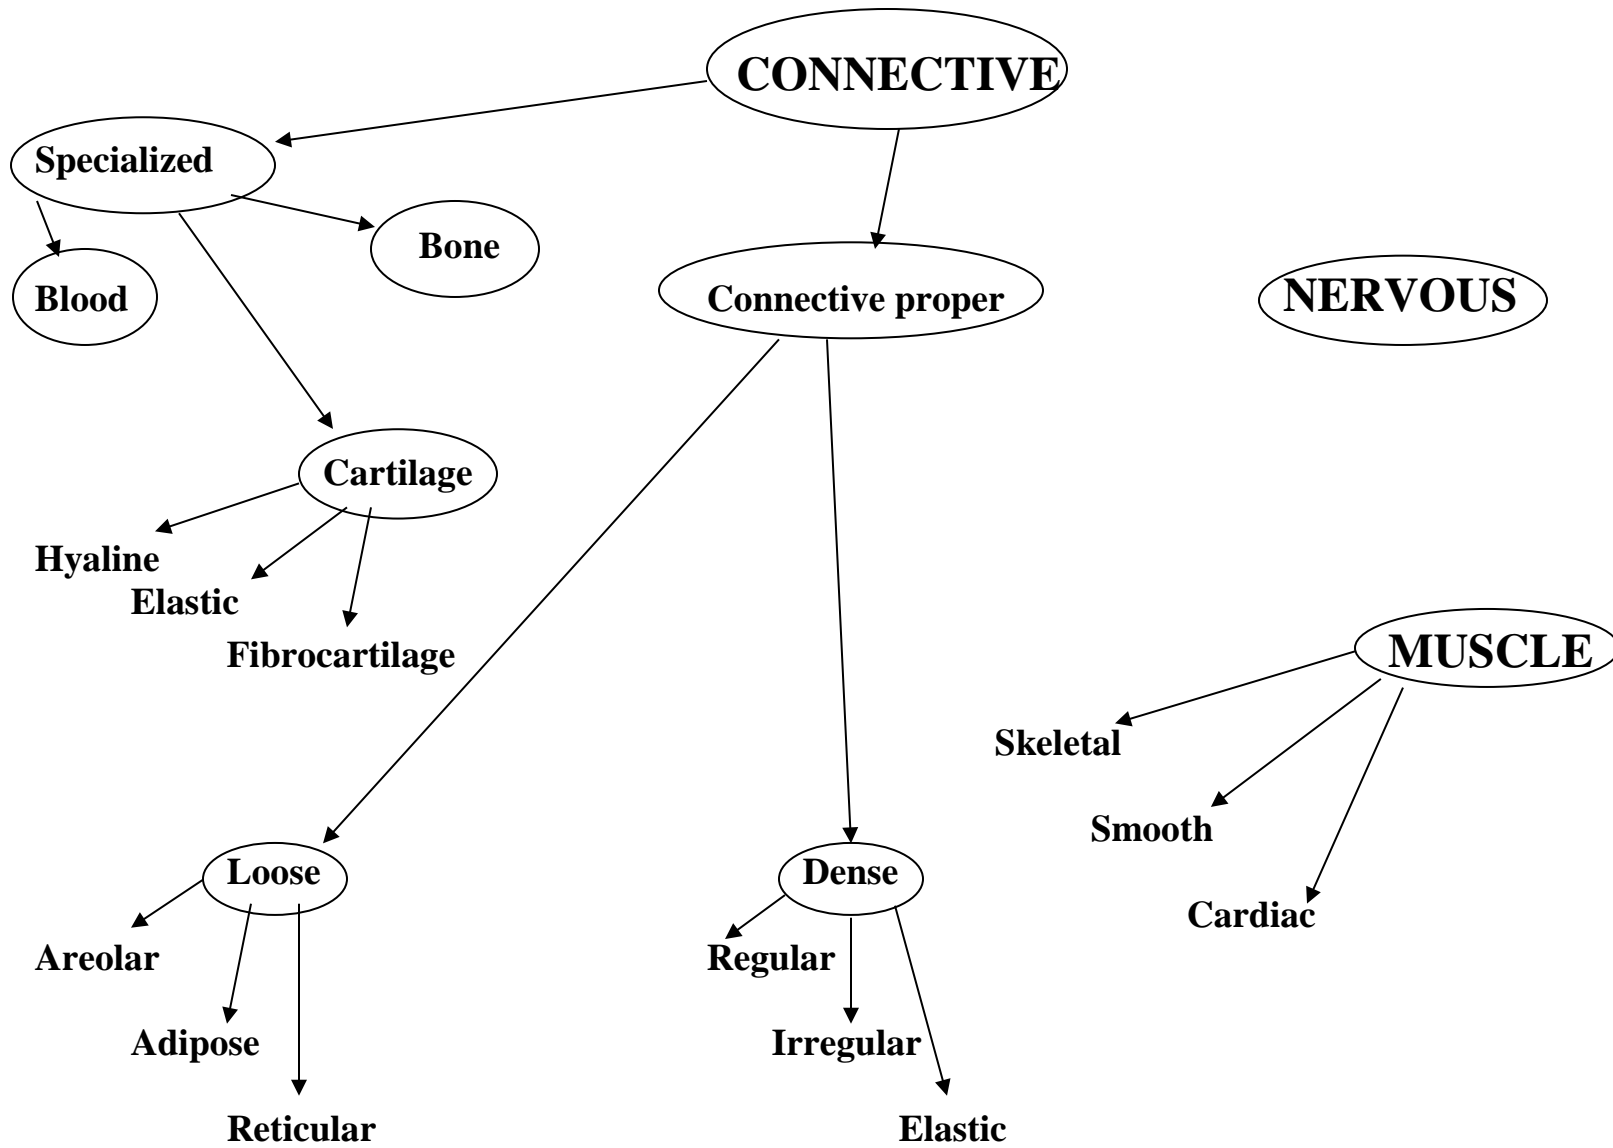 CONNECTIVE
Specialized
Bone
Blood
Connective proper
NERVOUS
Cartilage
Hyaline
Elastic
Fibrocartilage
MUSCLE
Skeletal
Smooth
Cardiac
Loose
Dense
Areolar
Regular
Adipose
Irregular
Reticular
Elastic